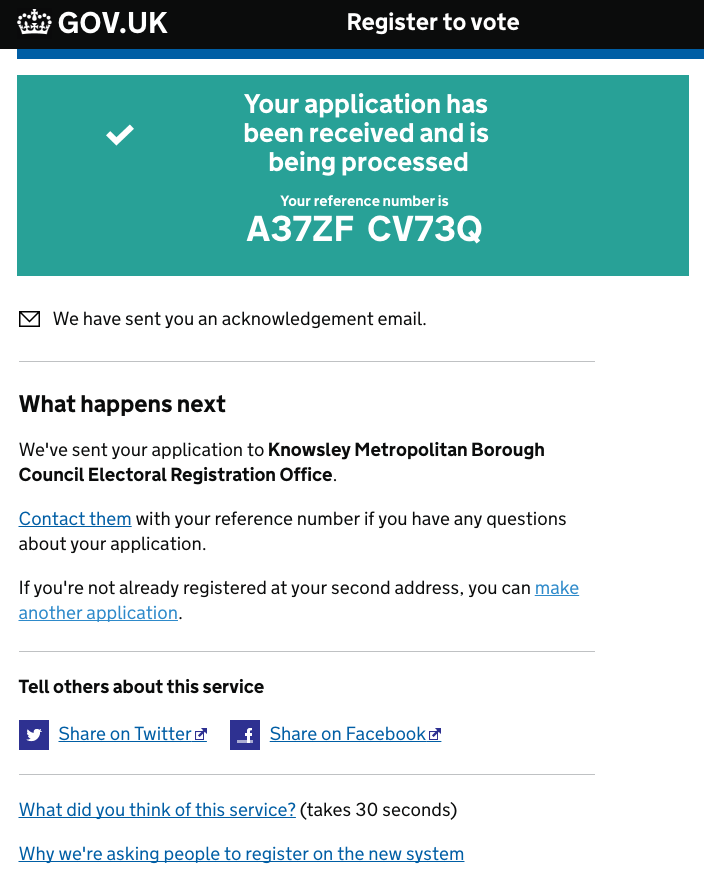 GOV.UK
Register to vote
Your application has
been received and is
being processed
Your reference number is
A37ZF CV73Q
We have sent you an acknowledgement email.
What happens next
We've sent your application to Knowsley Metropolitan Borough
Council Electoral Registration Office.
Contact them with your reference number if you have any questions
about your application.
If you're not already registered at your second address, you can make
another application.
Tell others about this service
Share on Twitter Share on Facebook
What did you think of this service? (takes 30 seconds)
Why we're asking people to register on the new system